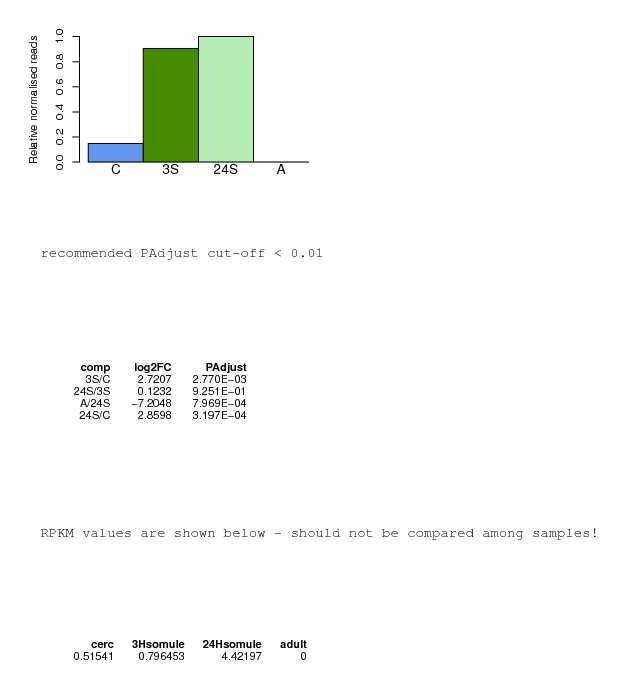 Relative normalised reads
1.0
0.8
0.6
0.4
0.2
0.0
C 3S 24S A
recommended PAdjust cut-off < 0.01
comp log2FC PAdjust
3S/C 2.7207 2.770E-03
24S/3S 0.1232 9.251E-01
A/24S -7.2048 7.969E-04
24S/C 2.8598 3.197E-04
RPKM values are shown below - should not be compared among samples!
cerc 3Hsomule 24Hsomule adult
0.51541 0.796453 4.42197 0